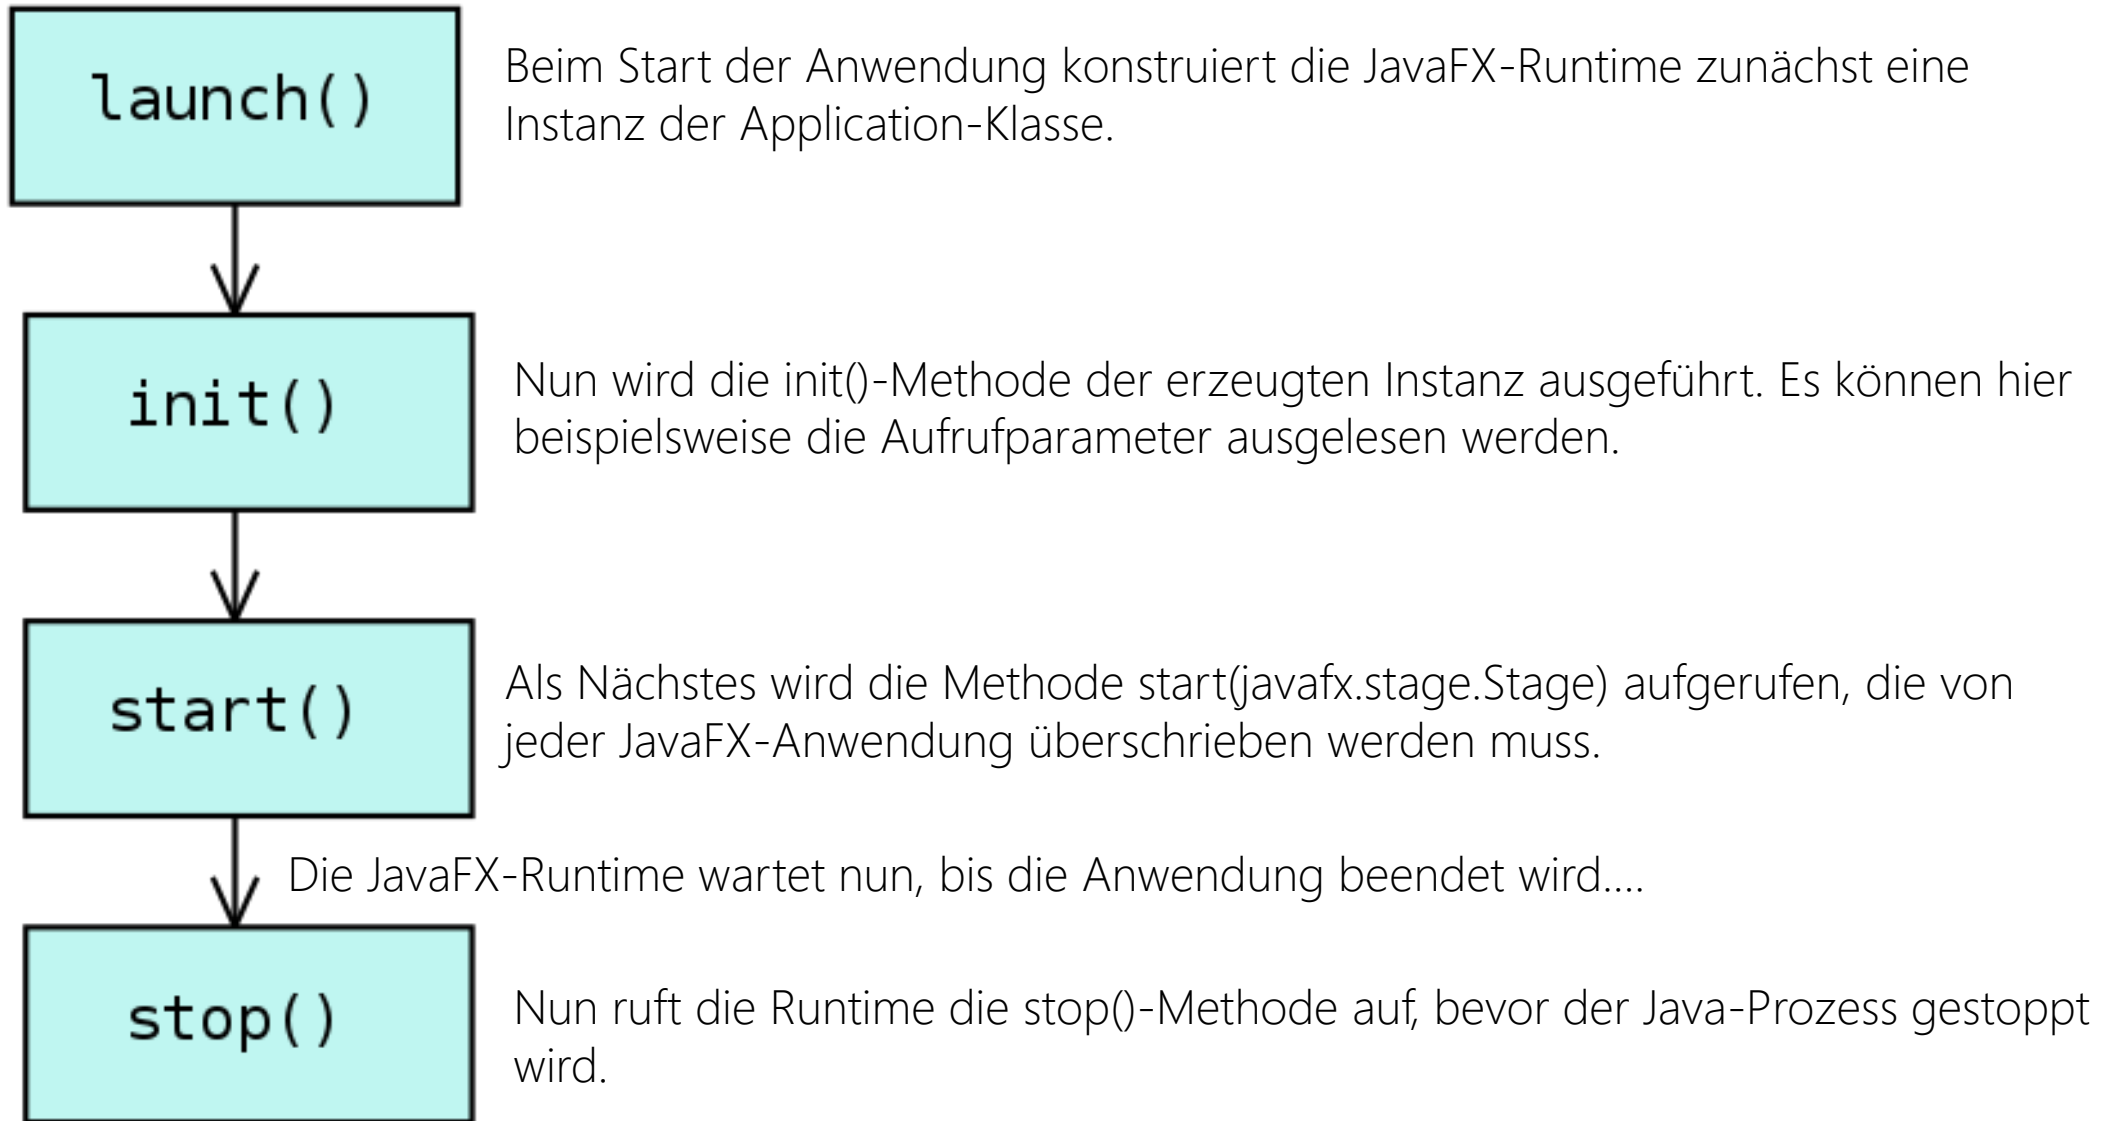 launch()
Beim Start der Anwendung konstruiert die JavaFX-Runtime zunächst eine
Instanz der Application-Klasse.
init()
Nun wird die init()-Methode der erzeugten Instanz ausgeführt. Es können hier
beispielsweise die Aufrufparameter ausgelesen werden.
start()
Als Nächstes wird die Methode start(javafx.stage.Stage) aufgerufen, die von
jeder JavaFX-Anwendung überschrieben werden muss.
Die JavaFX-Runtime wartet nun, bis die Anwendung beendet wird....
stop()
Nun ruft die Runtime die stop()-Methode auf, bevor der Java-Prozess gestoppt
wird.